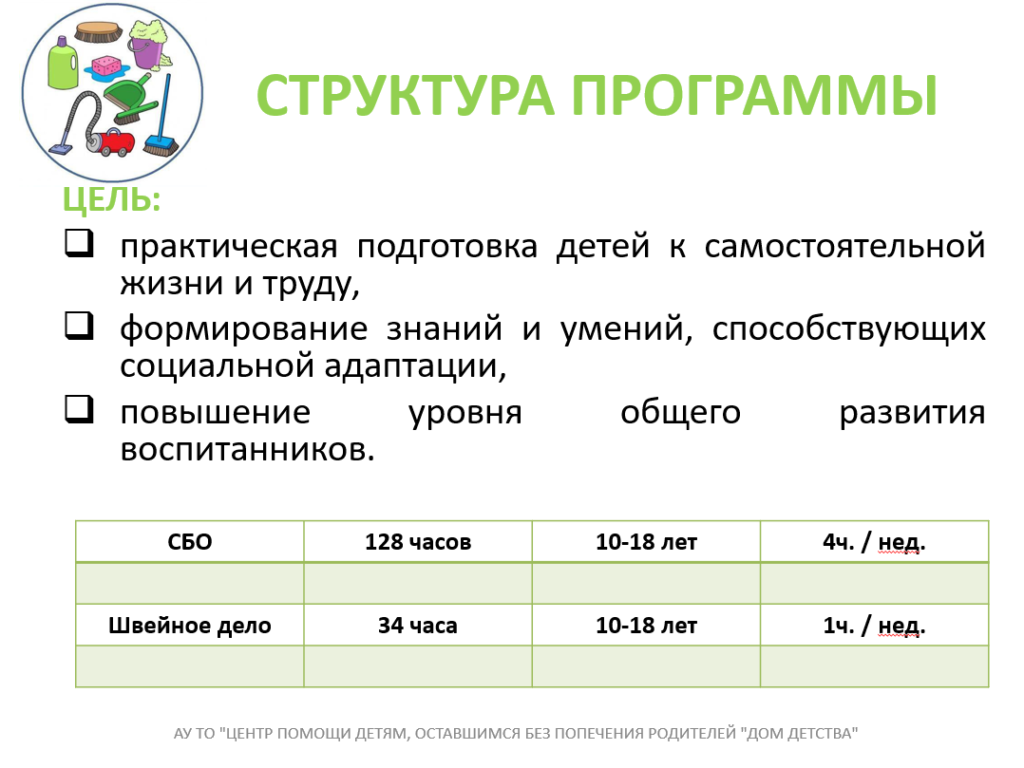 СТРУКТУРА ПРОГРАММЫ
ЦЕЛЬ:
практическая подготовка детей к самостоятельной
жизни и труду,
формирование знаний и умений, способствующих
социальной адаптации,
повышение уровня общего развития
воспитанников.
СБО 128 часов 10-18 лет 4ч. / нед.
Швейное дело 34 часа 10-18 лет 1ч. / нед.
АУ ТО "ЦЕНТР ПОМОЩИ ДЕТЯМ, ОСТАВШИМСЯ БЕЗ ПОПЕЧЕНИЯ РОДИТЕЛЕЙ "ДОМ ДЕТСТВА"